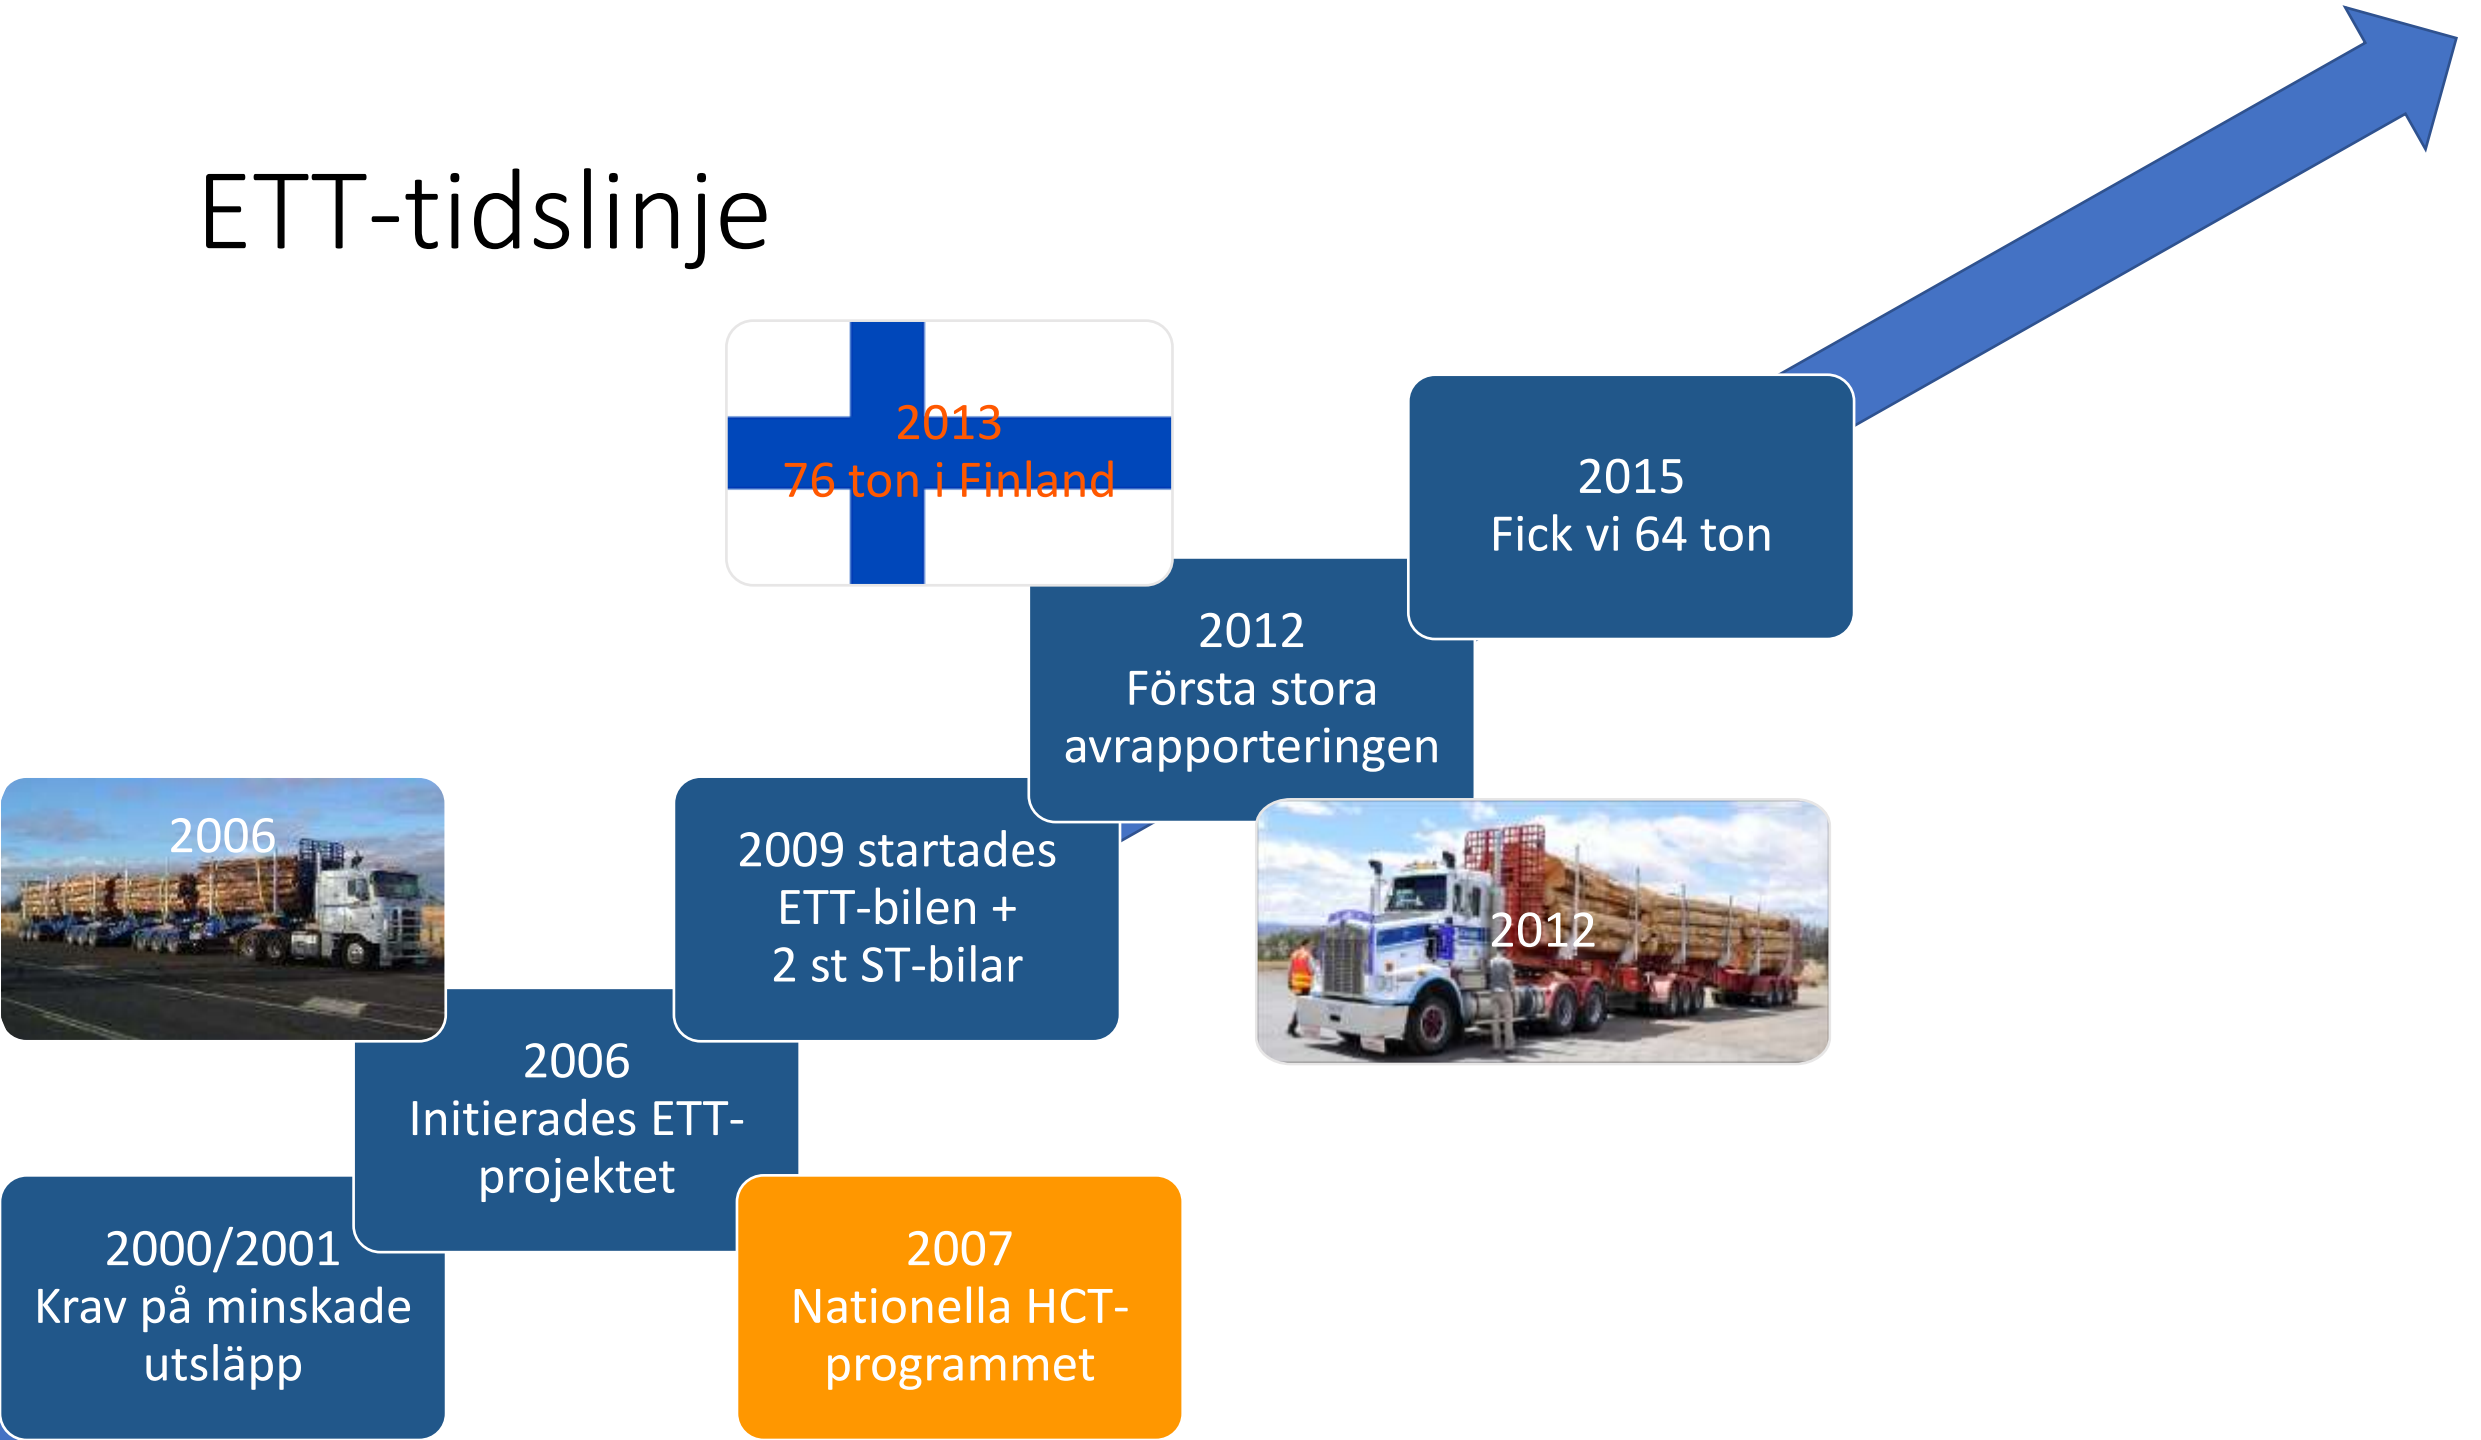 ETT-tidslinje
2013
76 ton i Finland
2015
Fick vi 64 ton
2012
Första stora
avrapporteringen
2006
2009 startades
ETT-bilen +
2 st ST-bilar
2012
2006
Initierades ETT-
projektet
2000/2001
Krav på minskade
utsläpp
2007
Nationella HCT-
programmet